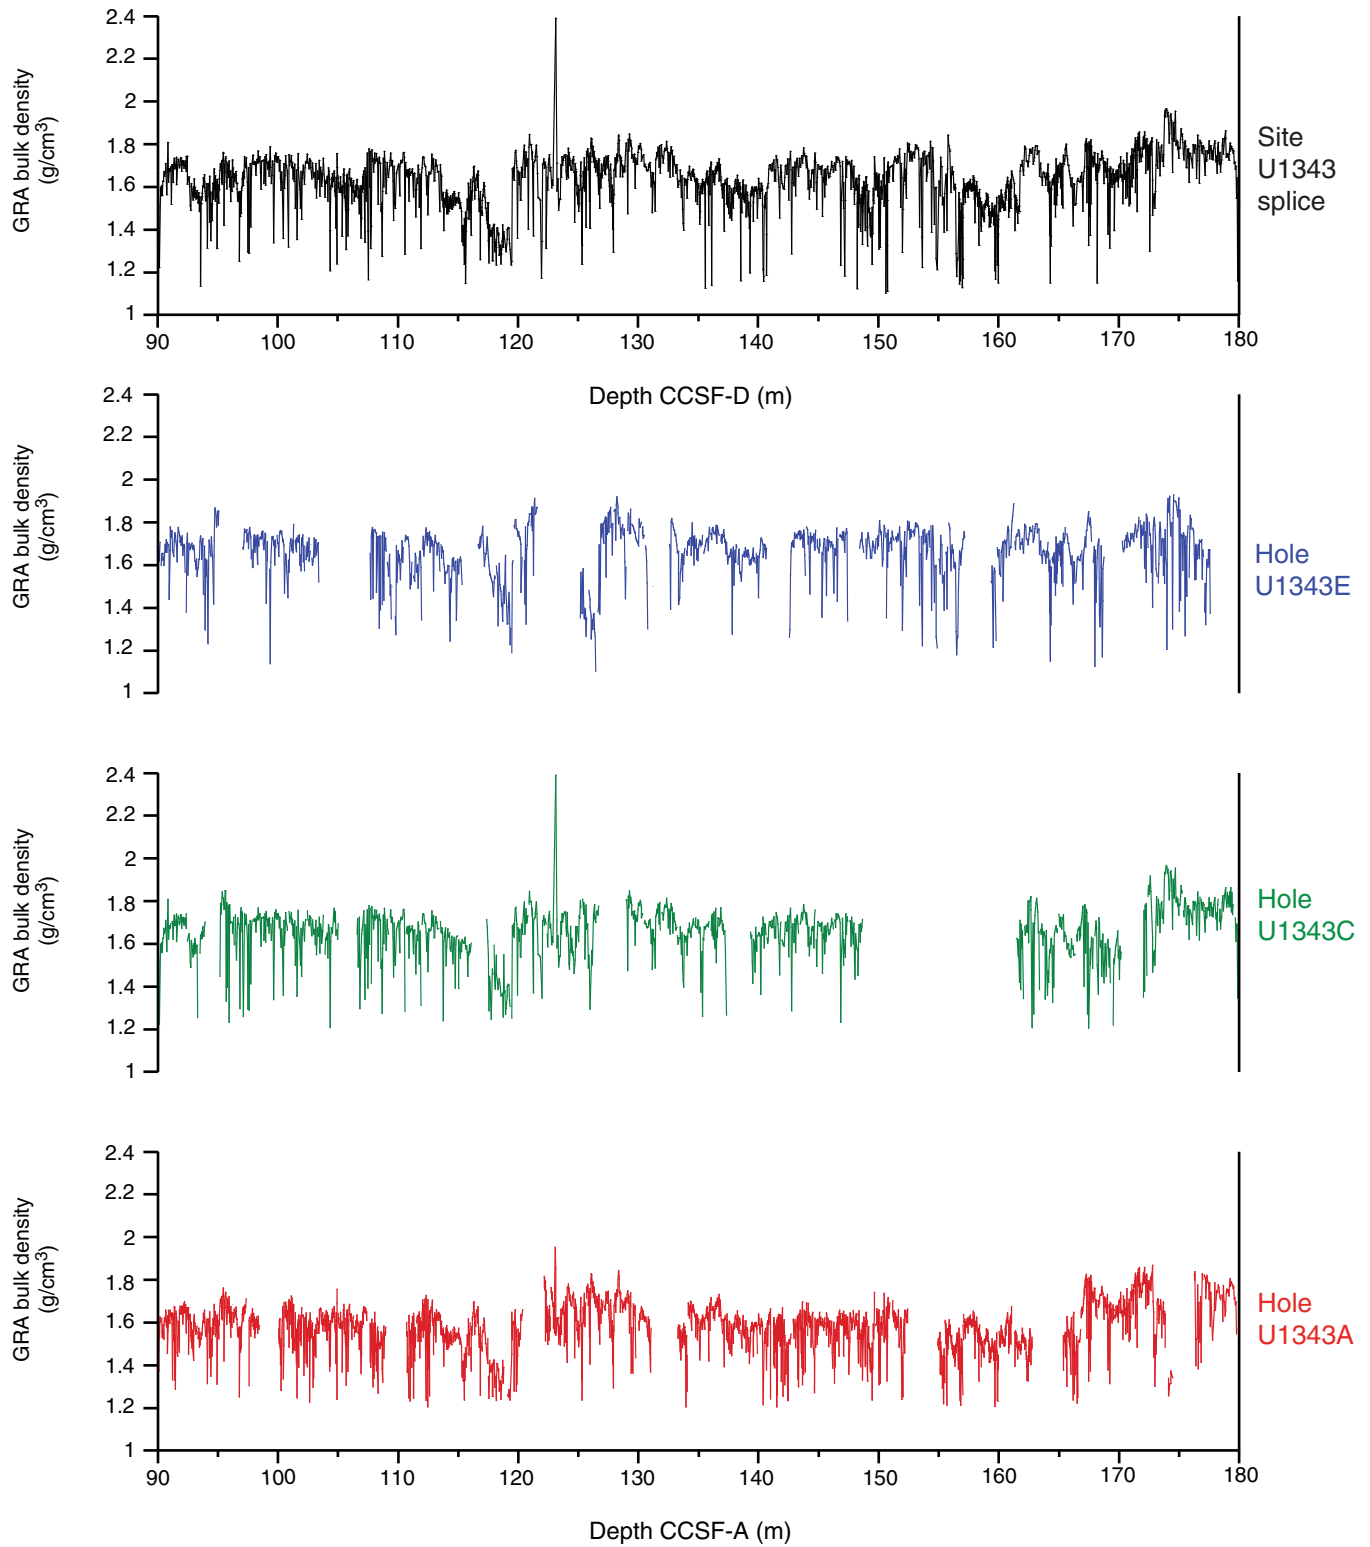 2.4
2.2
2
1.8
1.6
1.4
1.2
1
GRA bulk density
(g/cm³)
Site
U1343
splice
90 100 110 120 130 140 150 160 170 180
Depth CCSF-D (m)
2.4
2.2
2
1.8
1.6
1.4
1.2
1
GRA bulk density
(g/cm³)
Hole
U1343E
2.4
2.2
2
1.8
1.6
1.4
1.2
1
GRA bulk density
(g/cm³)
Hole
U1343C
2.4
2.2
2
1.8
1.6
1.4
1.2
1
GRA bulk density
(g/cm³)
Hole
U1343A
90 100 110 120 130 140 150 160 170 180
Depth CCSF-A (m)